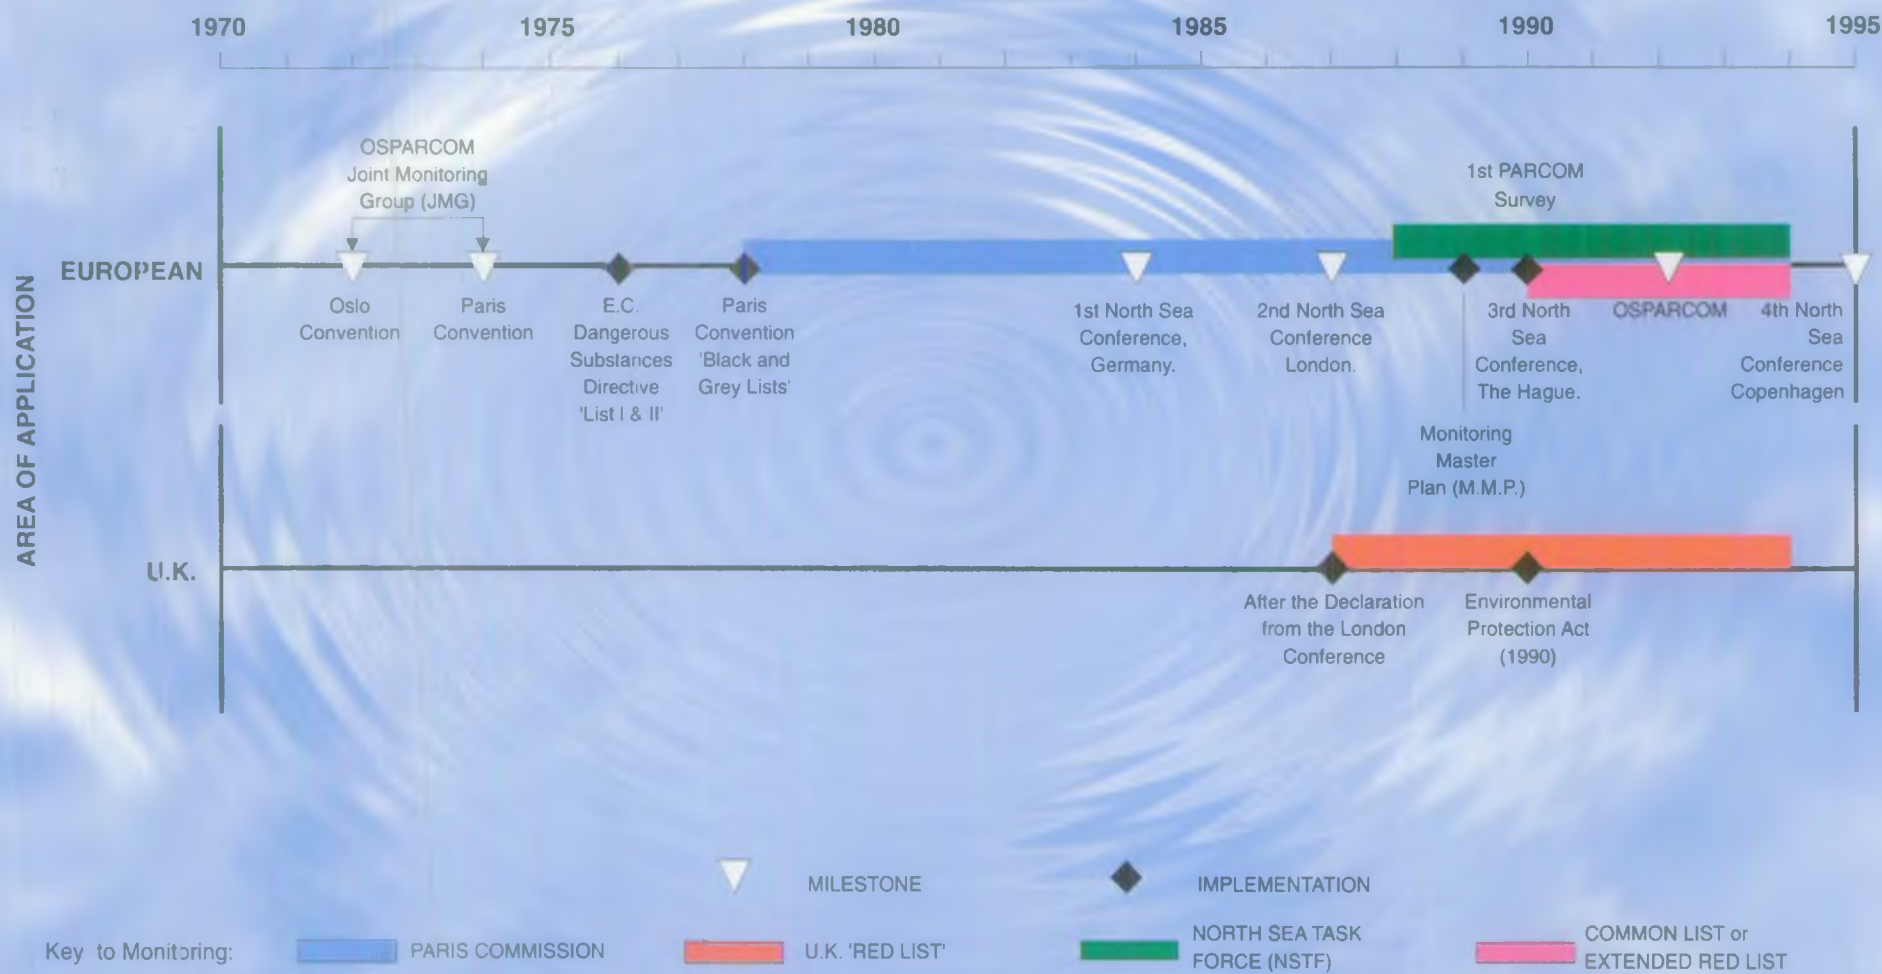 1970 1975 1980 1985 1990 1995
OSPARCOM
Joint Monitoring
Group (JMG)
1st PARCOM
Survey
AREA OF APPLICATION
EUROPEAN
Oslo
Convention
Paris
Convention
E.C.
Dangerous
Substances
Directive
'List I & II'
Paris
Convention
'Black and
Grey Lists'
1st North Sea
Conference,
Germany.
2nd North Sea
Conference
London.
3rd North
Sea
Conference,
The Hague.
OSPARCOM
4th North
Sea
Conference
Copenhagen
Monitoring
Master
Plan (M.M.P.)
U.K.
After the Declaration
from the London
Conference
Environmental
Protection Act
(1990)
MILESTONE
IMPLEMENTATION
Key to Monitoring:
PARIS COMMISSION
U.K. 'RED LIST'
NORTH SEA TASK
FORCE (NSTF)
COMMON LIST or
EXTENDED RED LIST